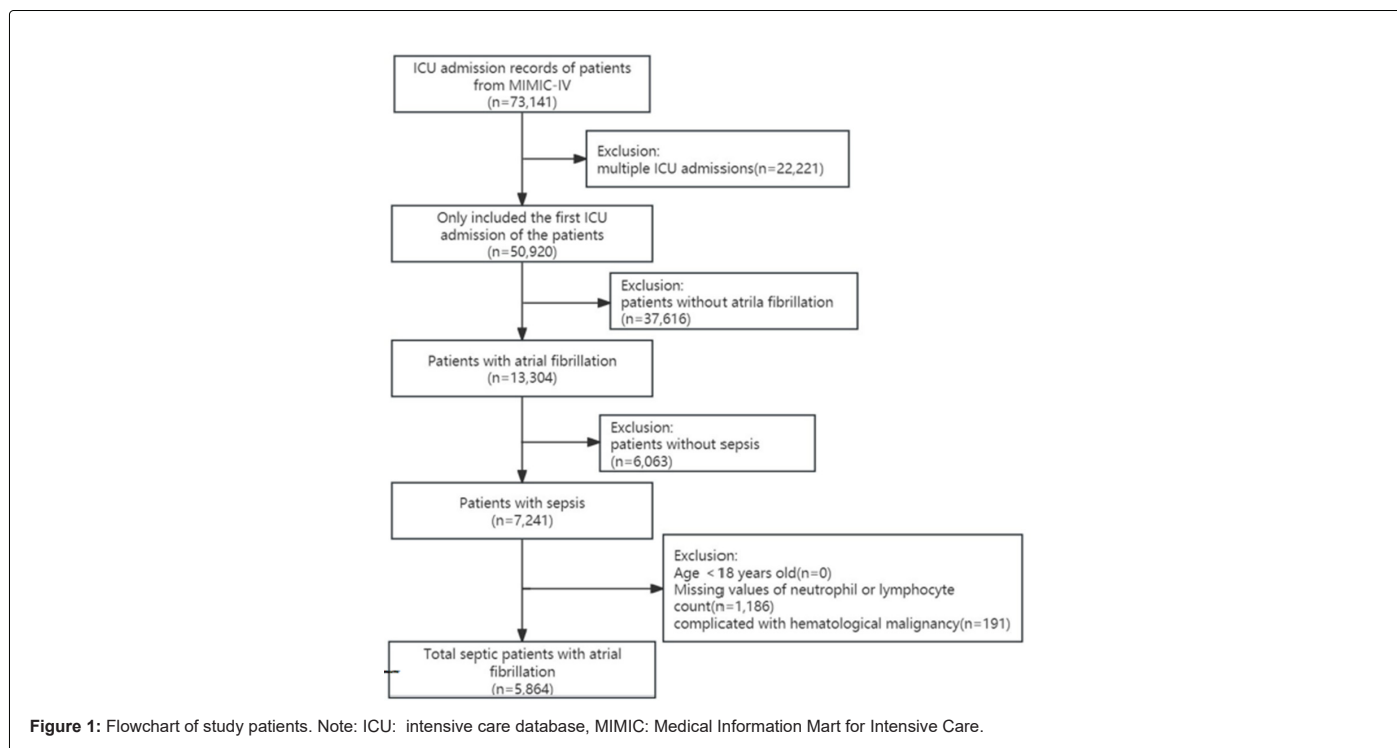 ICU admission records of patients
from MIMIC-IV
(n=73,141)
Exclusion:
multiple ICU admissions(n=22,221)
Only included the first ICU
admission of the patients
(n=50,920)
Exclusion:
patients without atrila fibrillation
(n=37,616)
Patients with atrial fibrillation
(n=13,304)
Exclusion:
patients without sepsis
(n=6,063)
Patients with sepsis
(n=7,241)
Exclusion:
Age <18 years old(n=0)
Missing values of neutrophil or lymphocyte
count(n=1,186)
complicated with hematological malignancy(n=191)
Total septic patients with atrial
fibrillation
(n=5,864)
Figure 1: Flowchart of study patients. Note: ICU: intensive care database, MIMIC: Medical Information Mart for Intensive Care.